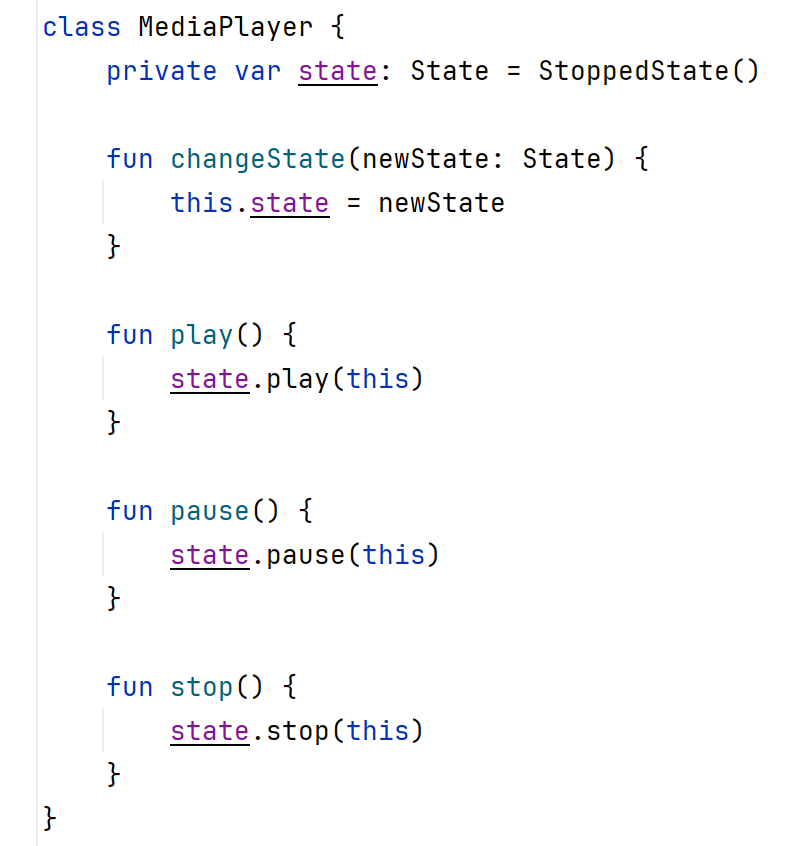 class MediaPlayer {
    private var state: State = StoppedState()

    fun changeState(newState: State) {
        this.state = newState
    }

    fun play() {
        state.play(this)
    }

    fun pause() {
        state.pause(this)
    }

    fun stop() {
        state.stop(this)
    }
}